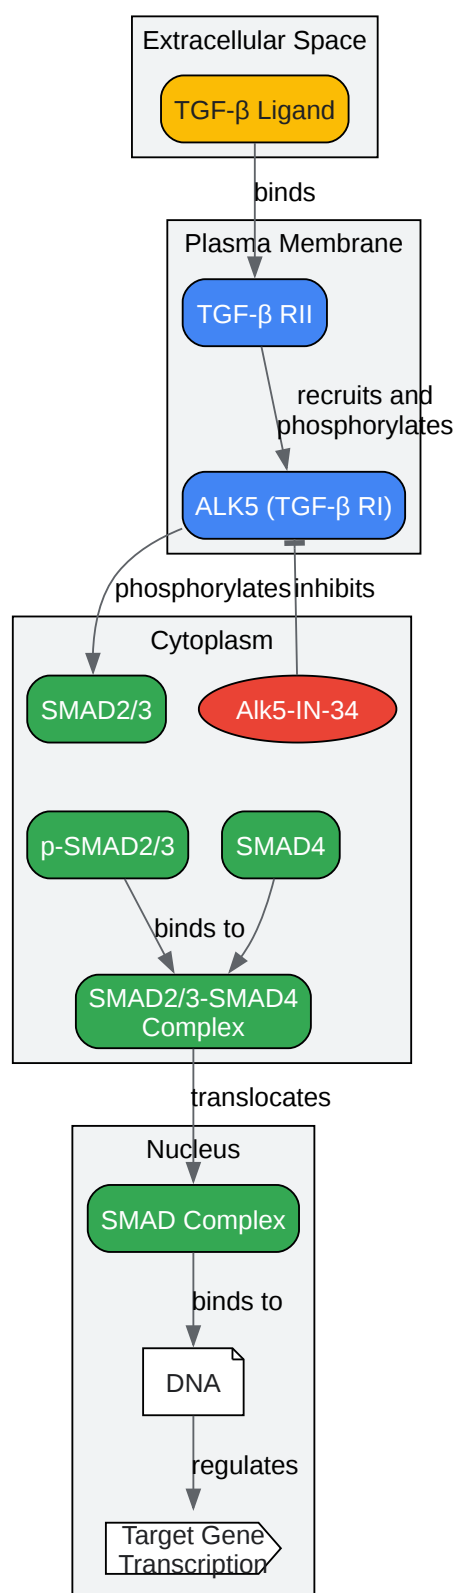 Extracellular Space
TGF-β Ligand
binds
Plasma Membrane
TGF-β RII
recruits and
phosphorylates
ALK5 (TGF-β RI)
phosphorylates
inhibits
Cytoplasm
SMAD2/3
Alk5-IN-34
p-SMAD2/3
SMAD4
binds to
SMAD2/3-SMAD4
Complex
translocates
Nucleus
SMAD Complex
binds to
DNA
regulates
Target Gene
Transcription